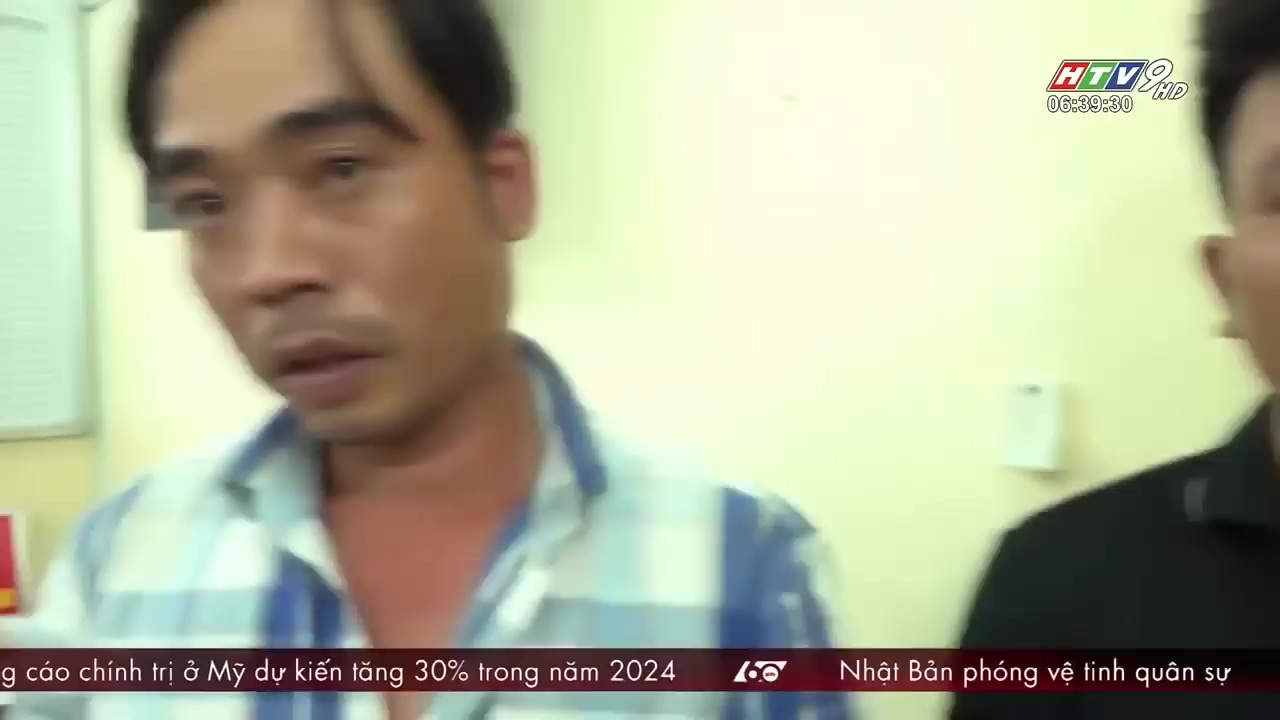 HTV9
HD
06:39:30
g cáo chính trị ở Mỹ dự kiến tăng 30% trong năm 2024
60
Nhật Bản phóng vệ tinh quân sự